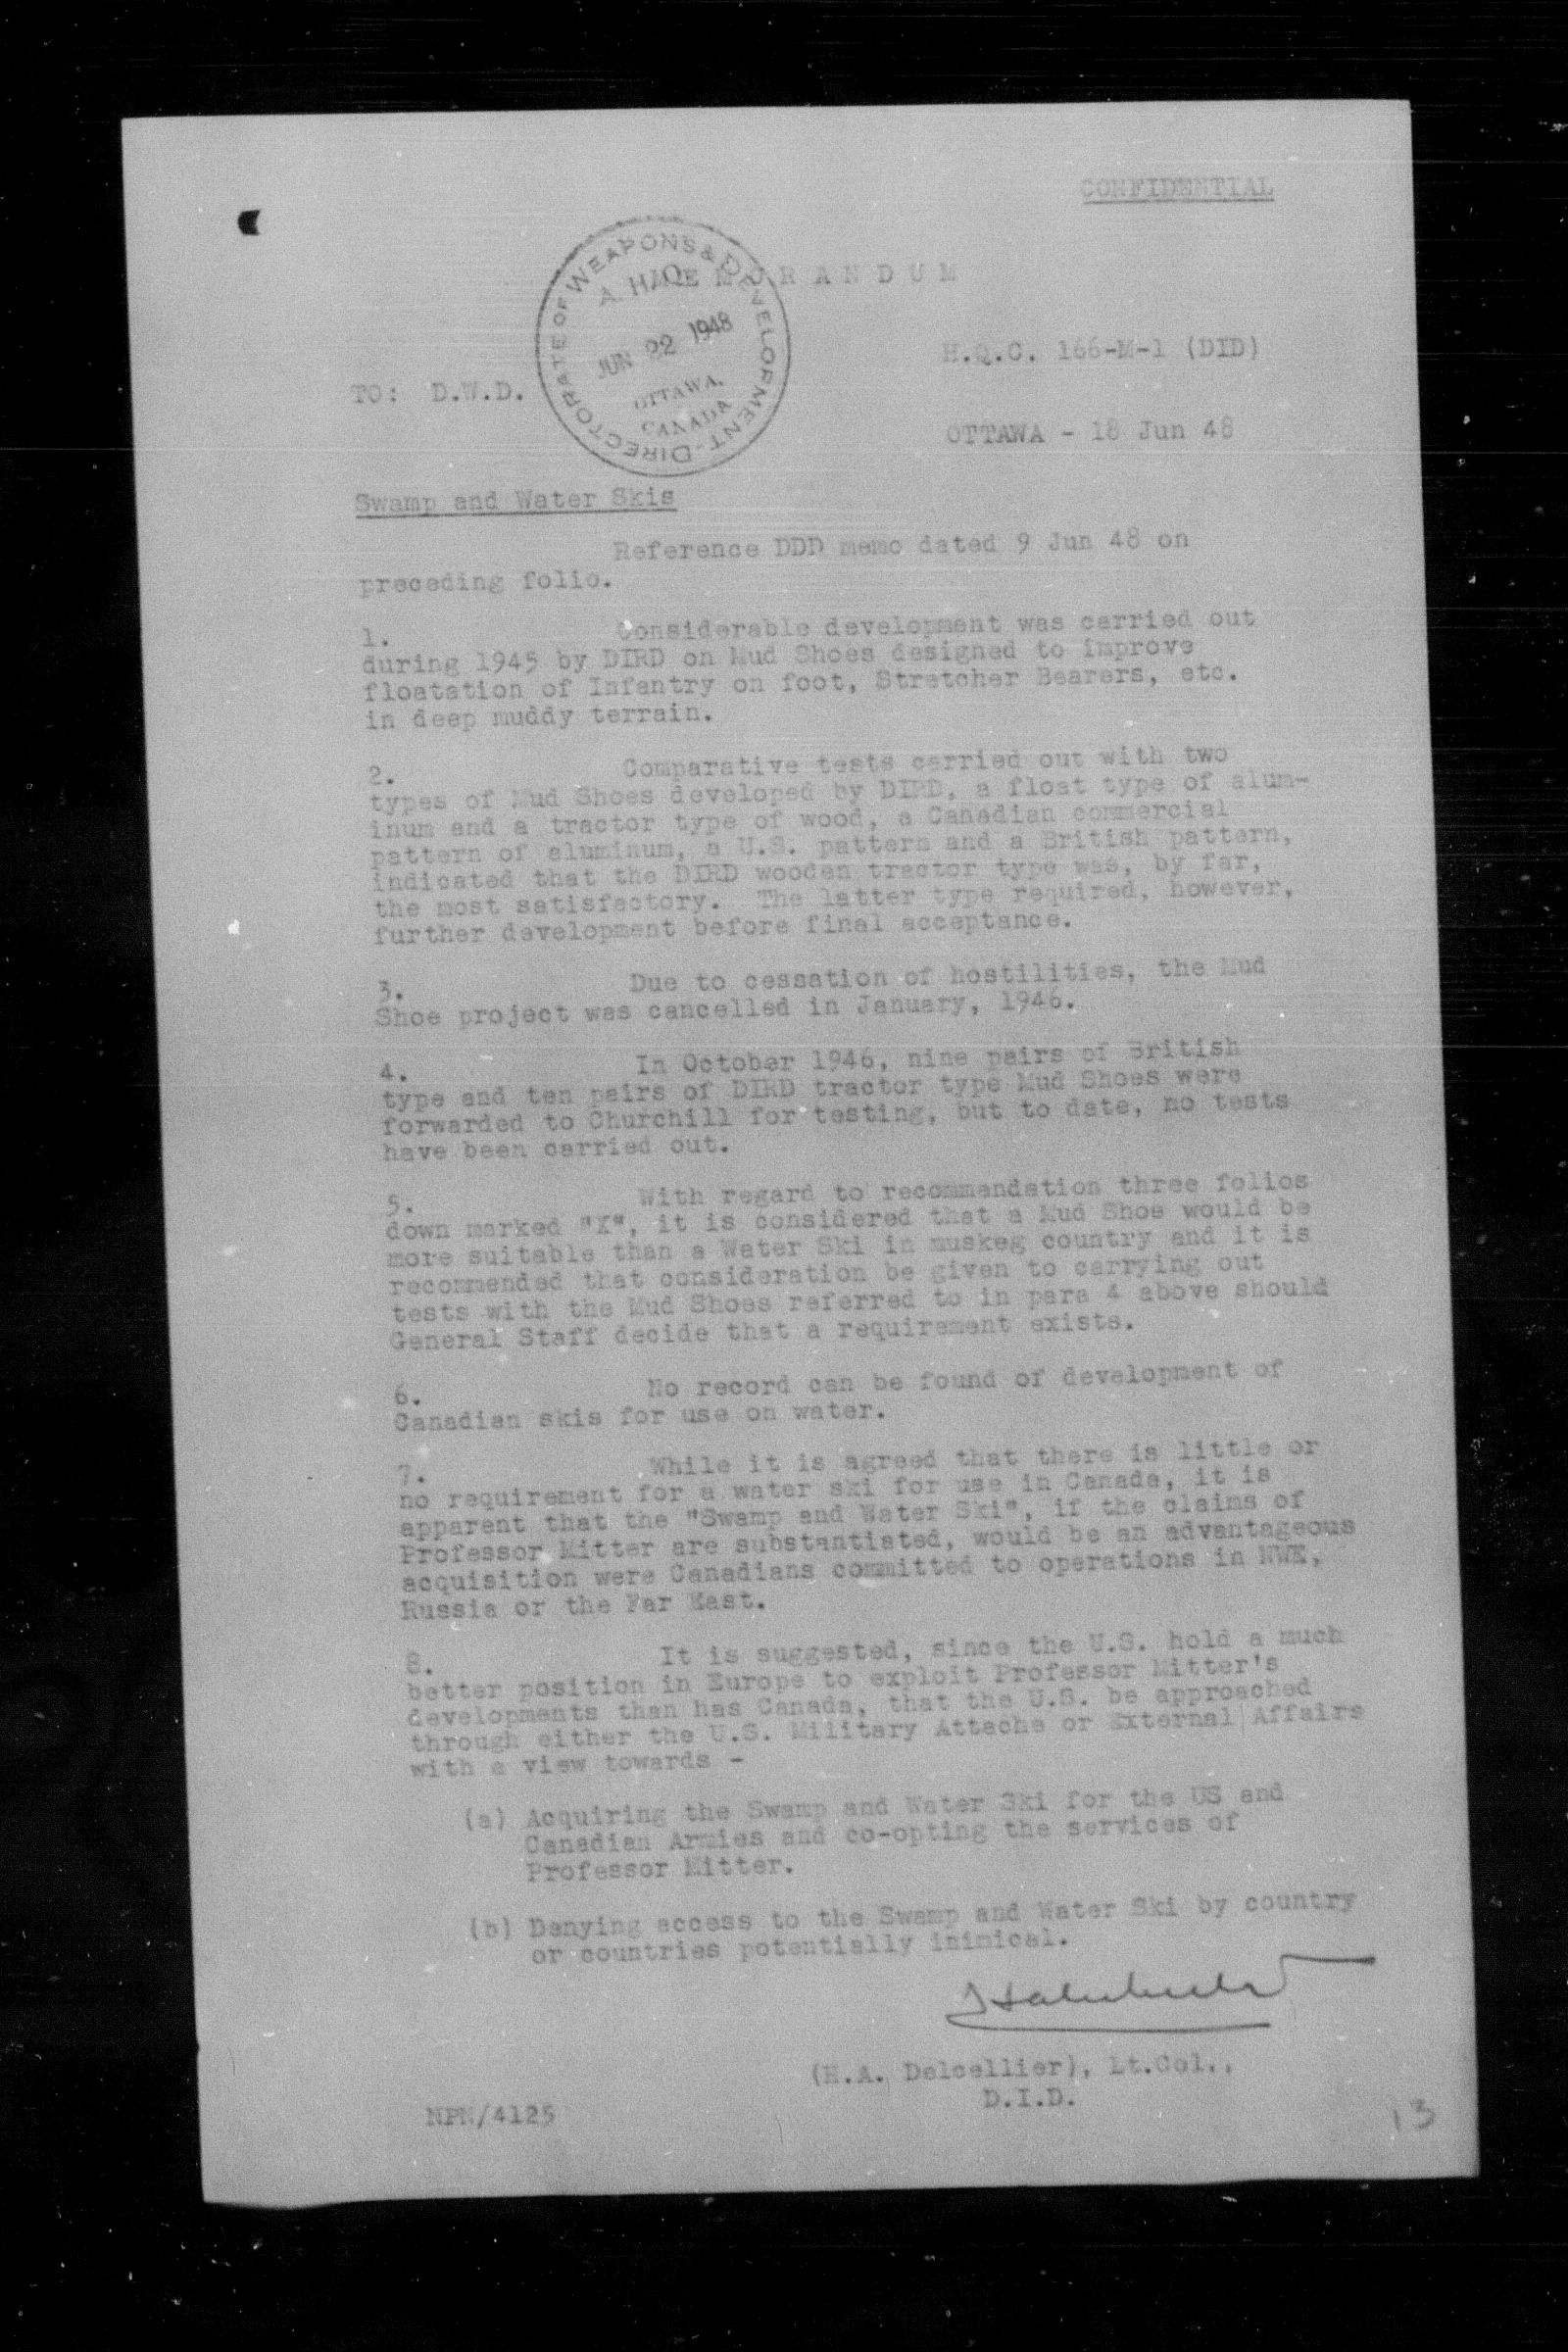 CONFIDENTIAL
MEMORANDUM
DIRECTORATE OF WEAPONS & DEVELOPMENT
A. H.Q.
JUN 22 1948
OTTAWA,
CANADA
H.Q.C. 166-M-1 (DID)
TO: D.W.D.
OTTAWA - 18 Jun 48
Swamp and Water Skis
Reference DDD memo dated 9 Jun 48 on
preceding folio.
1. Considerable development was carried out
during 1945 by DIRD on Mud Shoes designed to improve
floatation of Infantry on foot, Stretcher Bearers, etc.
in deep muddy terrain.
2. Comparative tests carried out with two
types of Mud Shoes developed by DIRD, a float type of alum-
inum and a tractor type of wood, a Canadian commercial
pattern of aluminum, a U.S. pattern and a British pattern,
indicated that the DIRD wooden tractor type was, by far,
the most satisfactory. The latter type required, however,
further development before final acceptance.
3. Due to cessation of hostilities, the Mud
Shoe project was cancelled in January, 1946.
4. In October 1946, nine pairs of British
type and ten pairs of DIRD tractor type Mud Shoes were
forwarded to Churchill for testing, but to date, no tests
have been carried out.
5. With regard to recommendation three folios
down marked "X", it is considered that a Mud Shoe would be
more suitable than a Water Ski in muskeg country and it is
recommended that consideration be given to carrying out
tests with the Mud Shoes referred to in para 4 above should
General Staff decide that a requirement exists.
6. No record can be found of development of
Canadian skis for use on water.
7. While it is agreed that there is little or
no requirement for a water ski for use in Canada, it is
apparent that the "Swamp and Water Ski", if the claims of
Professor Mitter are substantiated, would be an advantageous
acquisition were Canadians committed to operations in NWE,
Russia or the Far East.
8. It is suggested, since the U.S. hold a much
better position in Europe to exploit Professor Mitter's
developments than has Canada, that the U.S. be approached
through either the U.S. Military Attache or External Affairs
with a view towards -
(a) Acquiring the Swamp and Water Ski for the US and
Canadian Armies and co-opting the services of
Professor Mitter.
(b) Denying access to the Swamp and Water Ski by country
or countries potentially inimical.
(H.A. Delcellier), Lt.Col.,
D.I.D.
MPM/4125
13